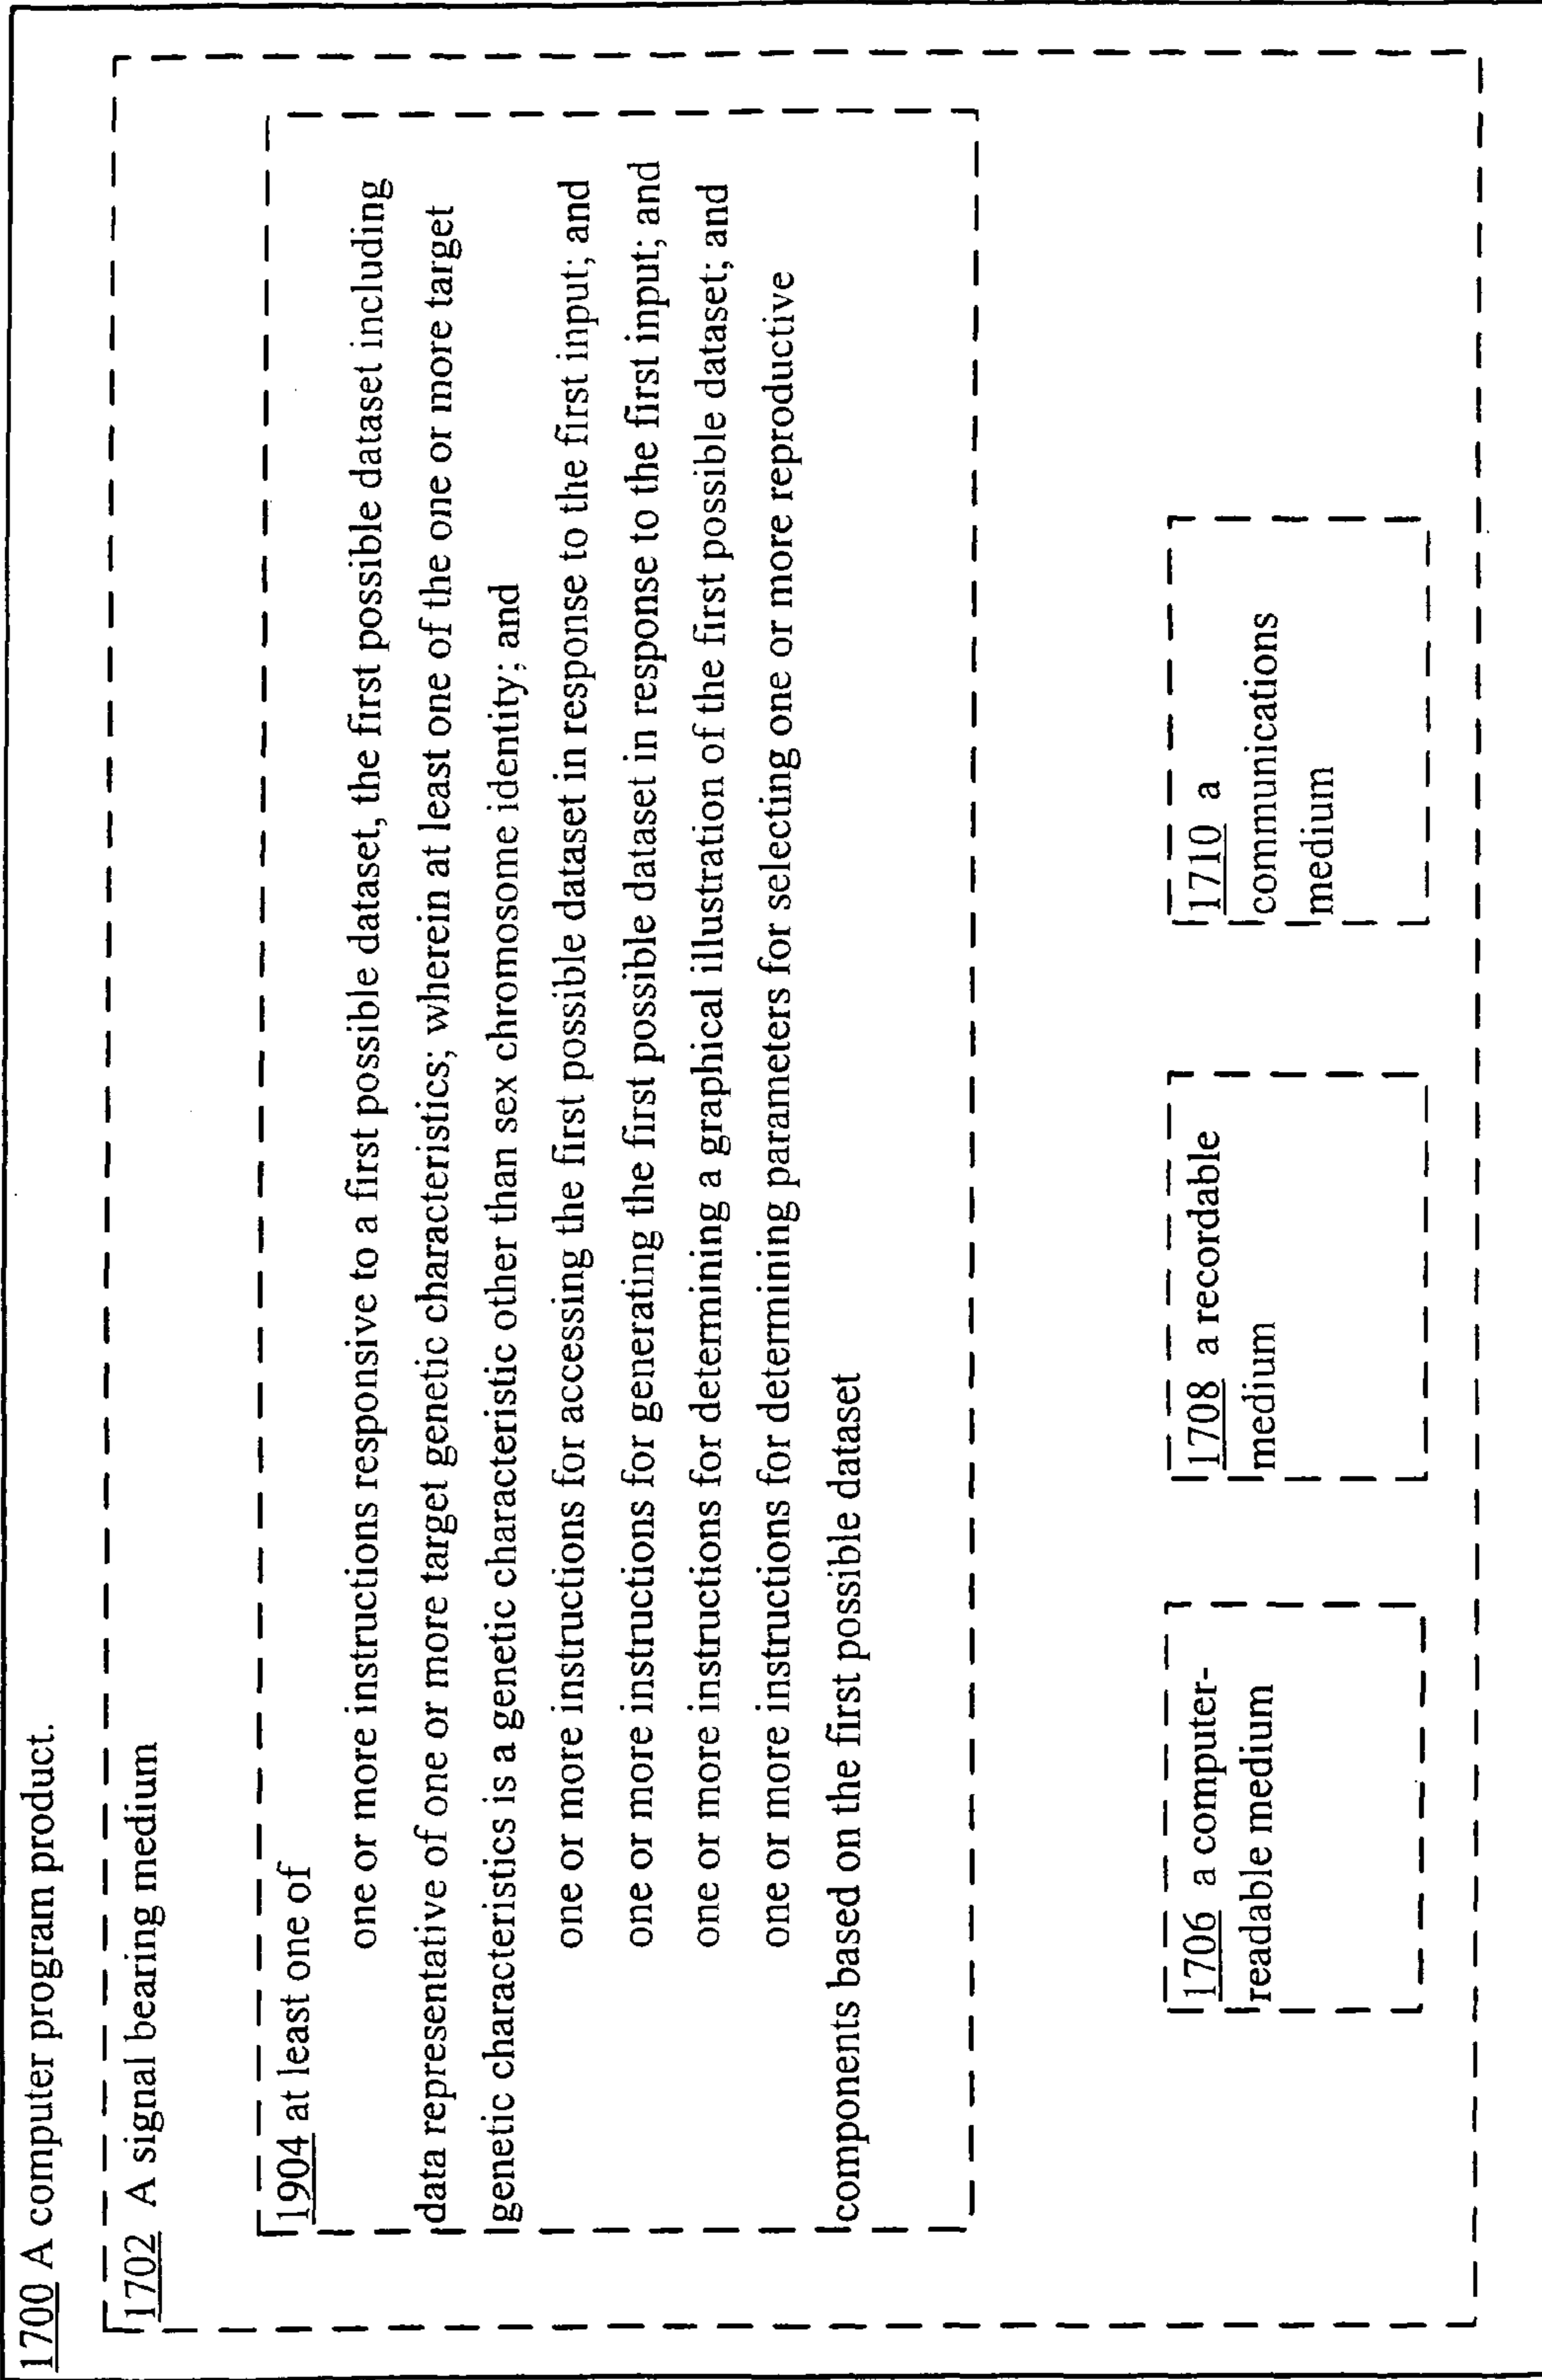 1700 A computer program product.
1702 A signal bearing medium
1904 at least one of
one or more instructions responsive to a first possible dataset, the first possible dataset including
data representative of one or more target genetic characteristics; wherein at least one of the one or more target
genetic characteristics is a genetic characteristic other than sex chromosome identity; and
one or more instructions for accessing the first possible dataset in response to the first input; and
one or more instructions for generating the first possible dataset in response to the first input; and
one or more instructions for determining a graphical illustration of the first possible dataset; and
one or more instructions for determining parameters for selecting one or more reproductive
components based on the first possible dataset
1706 a computer-
readable medium
1708 a recordable
medium
1710 a
communications
medium